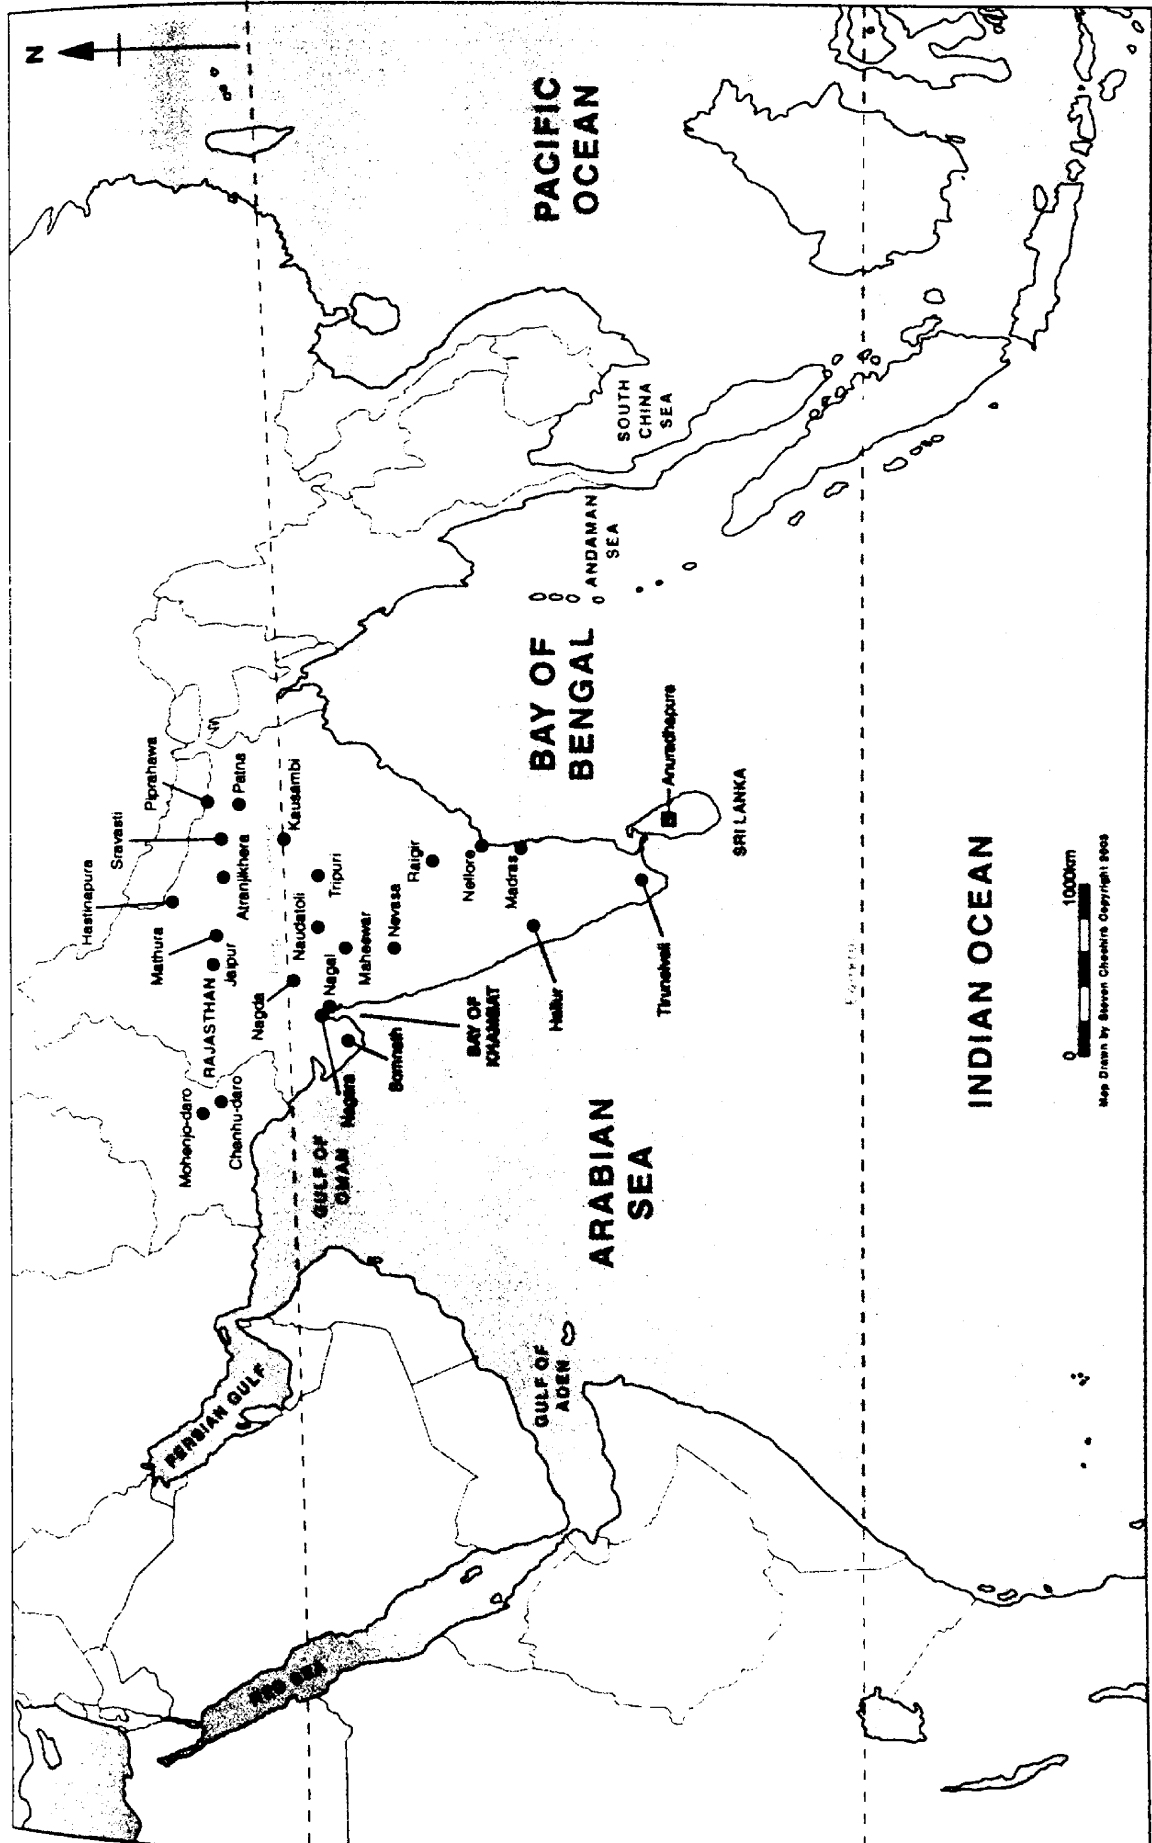 N
PACIFIC
OCEAN
SOUTH
CHINA
SEA
ANDAMAN
SEA
BAY OF
BENGAL
Hastinapura
Sravasti
Piprahawa
Patna
Mathura
Atranjikhera
Kausambi
Jaipur
RAJASTHAN
Naudatoli
Tripuri
Nagda
Nagal
Maheswar
Nevasa
Raigir
Nellore
Madras
Mohenjo-daro
Chanhu-daro
Nagara
Somnath
BAY OF
KHAMBAT
Hallur
Tirunelveli
Anuradhapura
SRI LANKA
PERSIAN GULF
GULF OF
OMAN
ARABIAN
SEA
GULF OF
ADEN
RED SEA
INDIAN OCEAN
0 1000km
Map Drawn by Steven Cheshire Copyright 2003